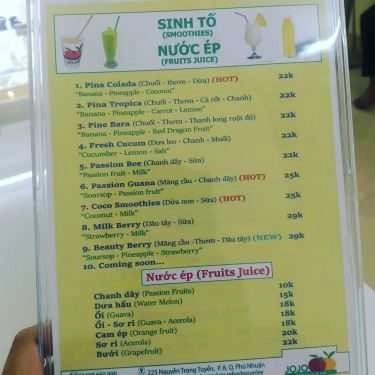 SINH TỐ
(SMOOTHIES)
NƯỚC ÉP
(FRUITS JUICE)
1. Pina Colada (Chuối - thơm - Dừa) (HOT) 22k
"Banana - Pineapple - Coconut"
2. Pina Tropica (Chuối - Thơm - Cà rốt - Chanh) 22k
"Banana - Pineapple - Carrot - Lemon"
3. Pine Bara (Chuối - Thơm - Thanh long ruột đỏ) 22k
"Banana - Pineapple - Red Dragon Fruit"
4. Fresh Cucum (Dưa leo - Chanh - Muối) 22k
"Cucumber - Lemon - Salt"
5. Passion Bee (Chanh dây - Sữa) 22k
"Passion fruit - Milk"
6. Passion Guana (Mãng cầu - Chanh dây) (HOT) 25k
"Soursop - Passion fruit"
7. Coco Smoothies (Dừa non - Sữa) (HOT) 25k
"Coconut - Milk"
8. Milk Berry (Dâu tây - Sữa) 29k
"Strawberry - Milk"
9. Beauty Berry (Mãng cầu - Thơm - Dâu tây) (NEW) 29k
"Soursop - Pineapple - Strawberry"
10. Coming soon...
Nước ép (Fruits Juice)
Chanh dây (Passion Fruits) 10k
Dưa hấu (Water Melon) 15k
Ổi (Guava) 18k
Ổi - Sơ ri (Guava - Acerola) 18k
Cam ép (Orange fruit) 20k
Sơ ri (Acerola) 22k
Bưởi (Grapefruit)
225 Nguyễn Trọng Tuyển, P. 8, Q. Phú Nhuận
JOJO